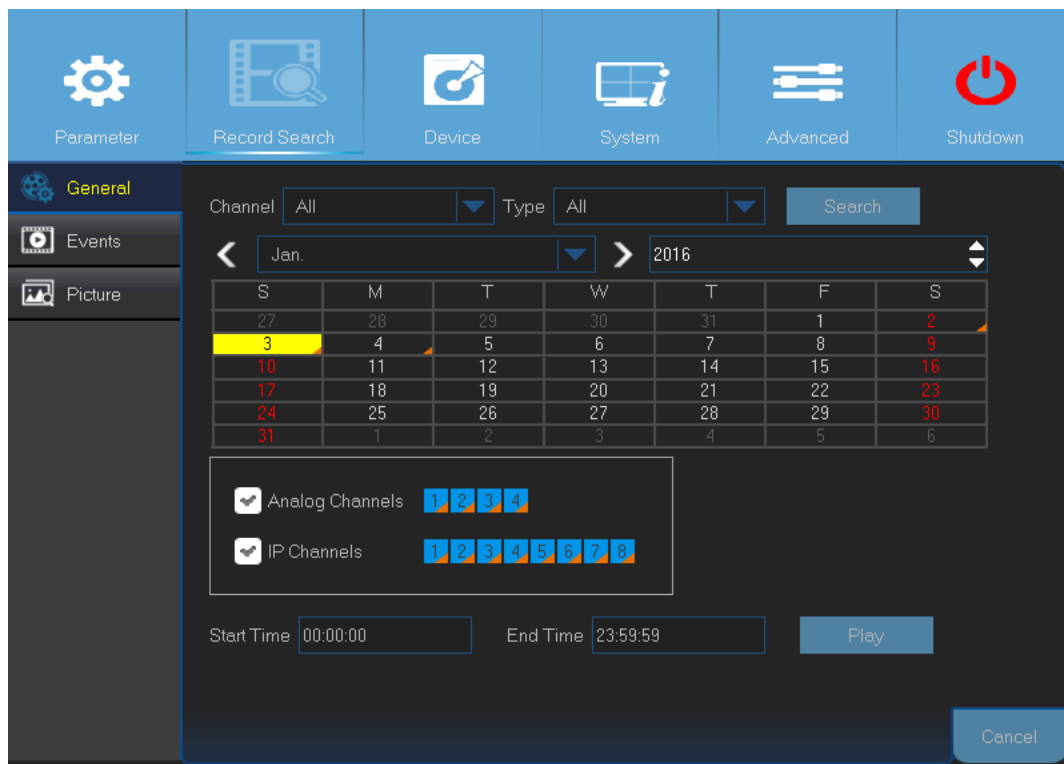 Parameter Record Search Device System Advanced Shutdown
General
Events
Picture
Channel All Type All Search
Jan. 2016
S M T W T F S
27 28 29 30 31 1 2
3 4 5 6 7 8 9
10 11 12 13 14 15 16
17 18 19 20 21 22 23
24 25 26 27 28 29 30
31 1 2 3 4 5 6
Analog Channels 1 2 3 4
IP Channels 1 2 3 4 5 6 7 8
Start Time 00:00:00 End Time 23:59:59 Play
Cancel